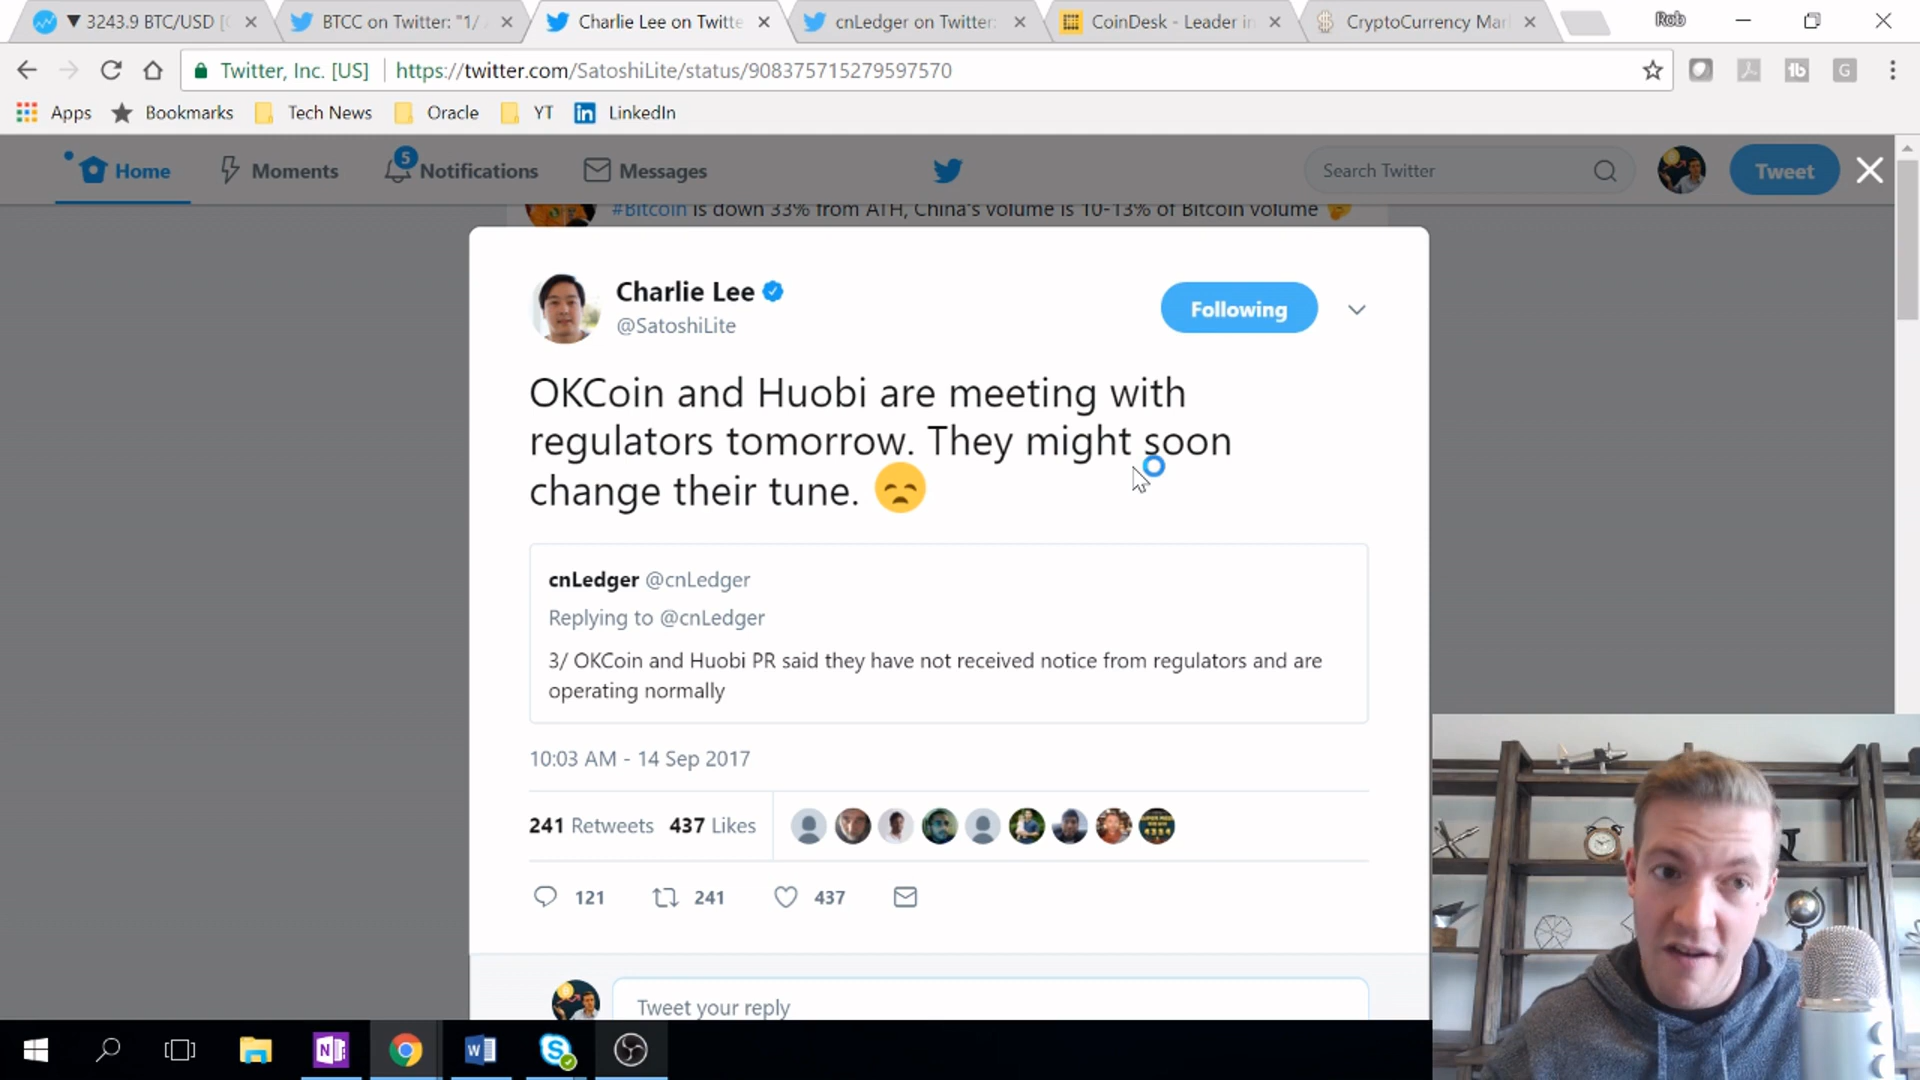 3243.9 BTC/USD [
BTCC on Twitter: "1/
Charlie Lee on Twitte
cnLedger on Twitter:
CoinDesk - Leader in
CryptoCurrency Mar
Rob
Twitter, Inc. [US]
https://twitter.com/SatoshiLite/status/908375715279597570
Apps
Bookmarks
Tech News
Oracle
YT
LinkedIn
Home
Moments
5
Notifications
Messages
Search Twitter
Tweet
#Bitcoin is down 33% from ATH, China's volume is 10-13% of Bitcoin volume
Charlie Lee
@SatoshiLite
Following
OKCoin and Huobi are meeting with
regulators tomorrow. They might soon
change their tune.
cnLedger @cnLedger
Replying to @cnLedger
3/ OKCoin and Huobi PR said they have not received notice from regulators and are
operating normally
10:03 AM - 14 Sep 2017
241 Retweets 437 Likes
121
241
437
Tweet your reply